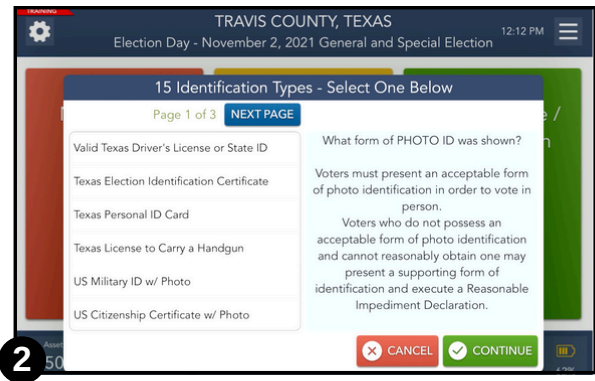 TRAINING
TRAVIS COUNTY, TEXAS
Election Day - November 2, 2021 General and Special Election
12:12 PM
15 Identification Types - Select One Below
Page 1 of 3
NEXT PAGE
Valid Texas Driver's License or State ID
Texas Election Identification Certificate
Texas Personal ID Card
Texas License to Carry a Handgun
US Military ID w/ Photo
US Citizenship Certificate w/ Photo
What form of PHOTO ID was shown?
Voters must present an acceptable form
of photo identification in order to vote in
person.
Voters who do not possess an
acceptable form of photo identification
and cannot reasonably obtain one may
present a supporting form of
identification and execute a Reasonable
Impediment Declaration.
CANCEL
CONTINUE
Asset
2
50